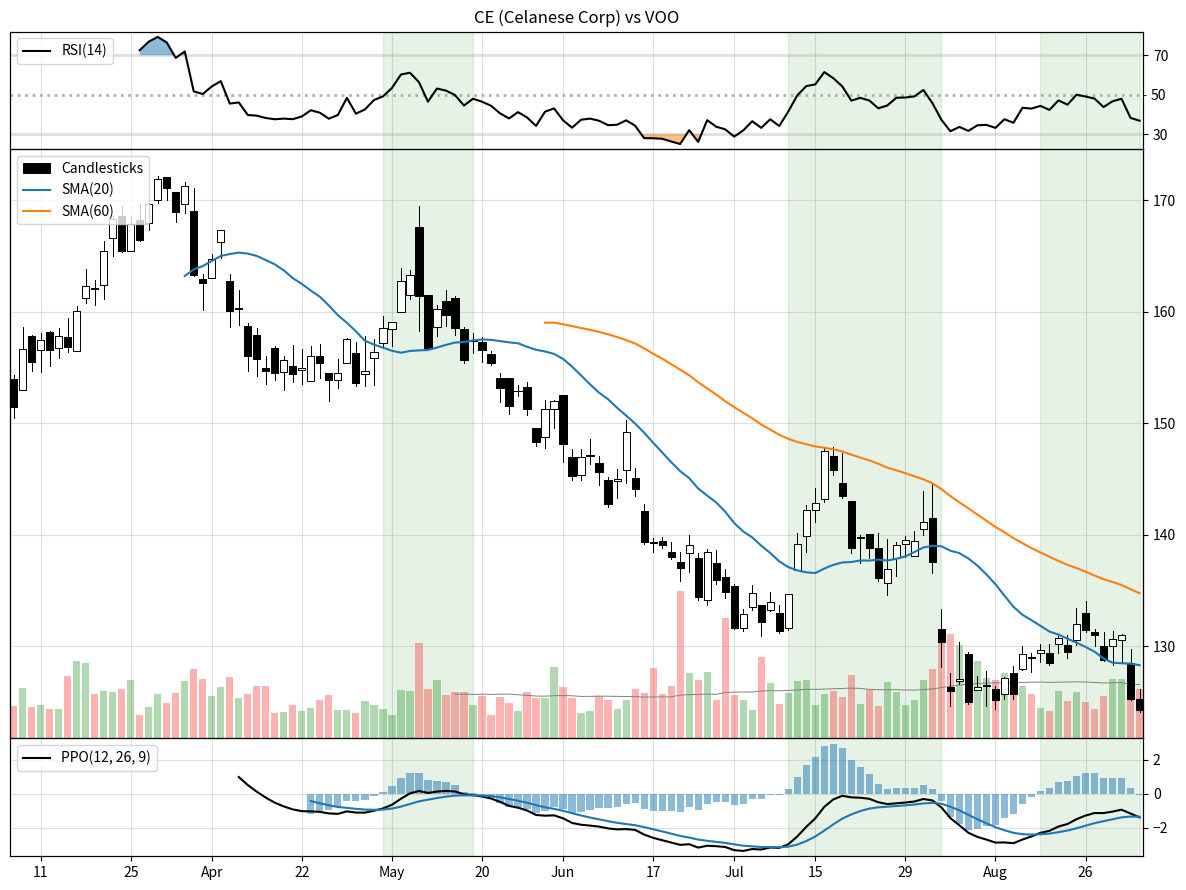 CE (Celanese Corp) vs VOO
RSI(14)
70
50
30
Candlesticks
SMA(20)
SMA(60)
170
160
150
140
130
PPO(12, 26, 9)
2
0
−2
11 25 Apr 22 May 20 Jun 17 Jul 15 29 Aug 26